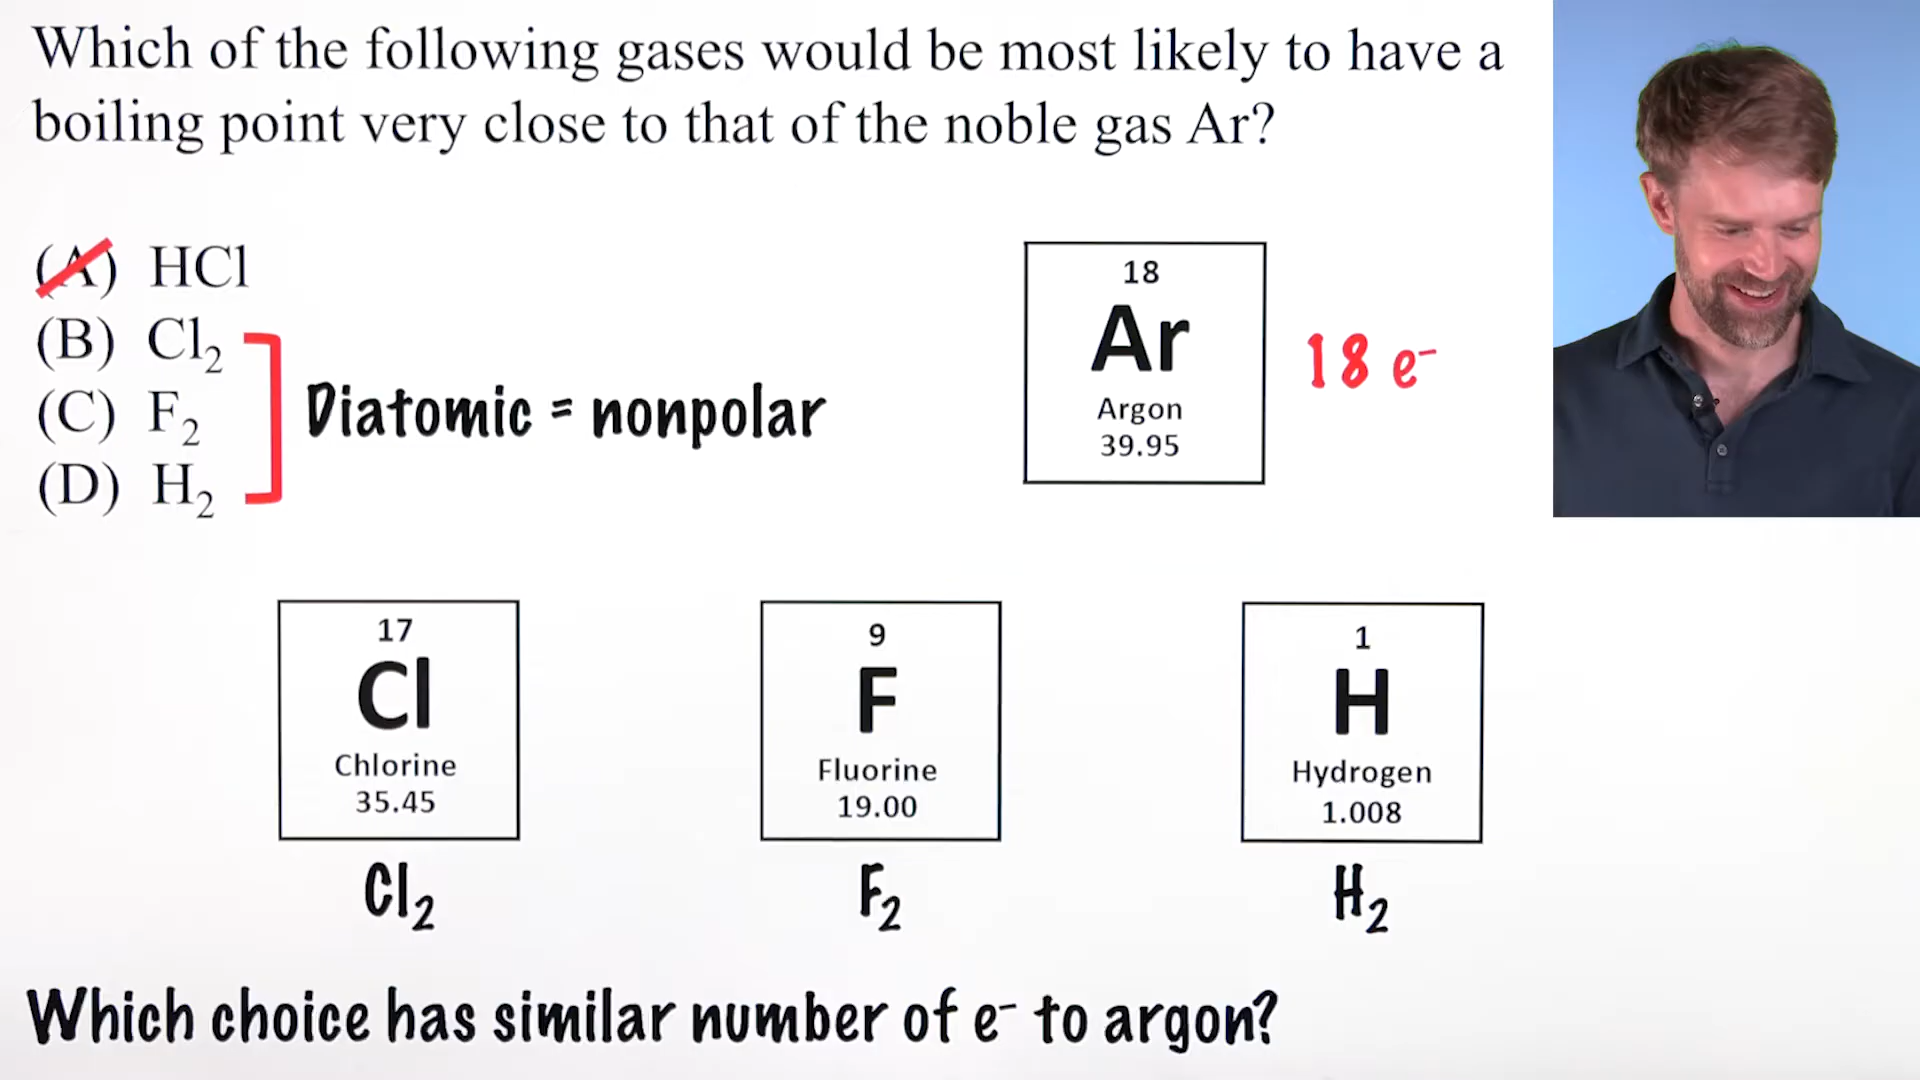 Which of the following gases would be most likely to have a
boiling point very close to that of the noble gas Ar?
(A) HCl
(B) Cl₂
(C) F₂
(D) H₂
Diatomic = nonpolar
18
Ar
Argon
39.95
18 e⁻
17
Cl
Chlorine
35.45
Cl₂
9
F
Fluorine
19.00
F₂
1
H
Hydrogen
1.008
H₂
Which choice has similar number of e⁻ to argon?